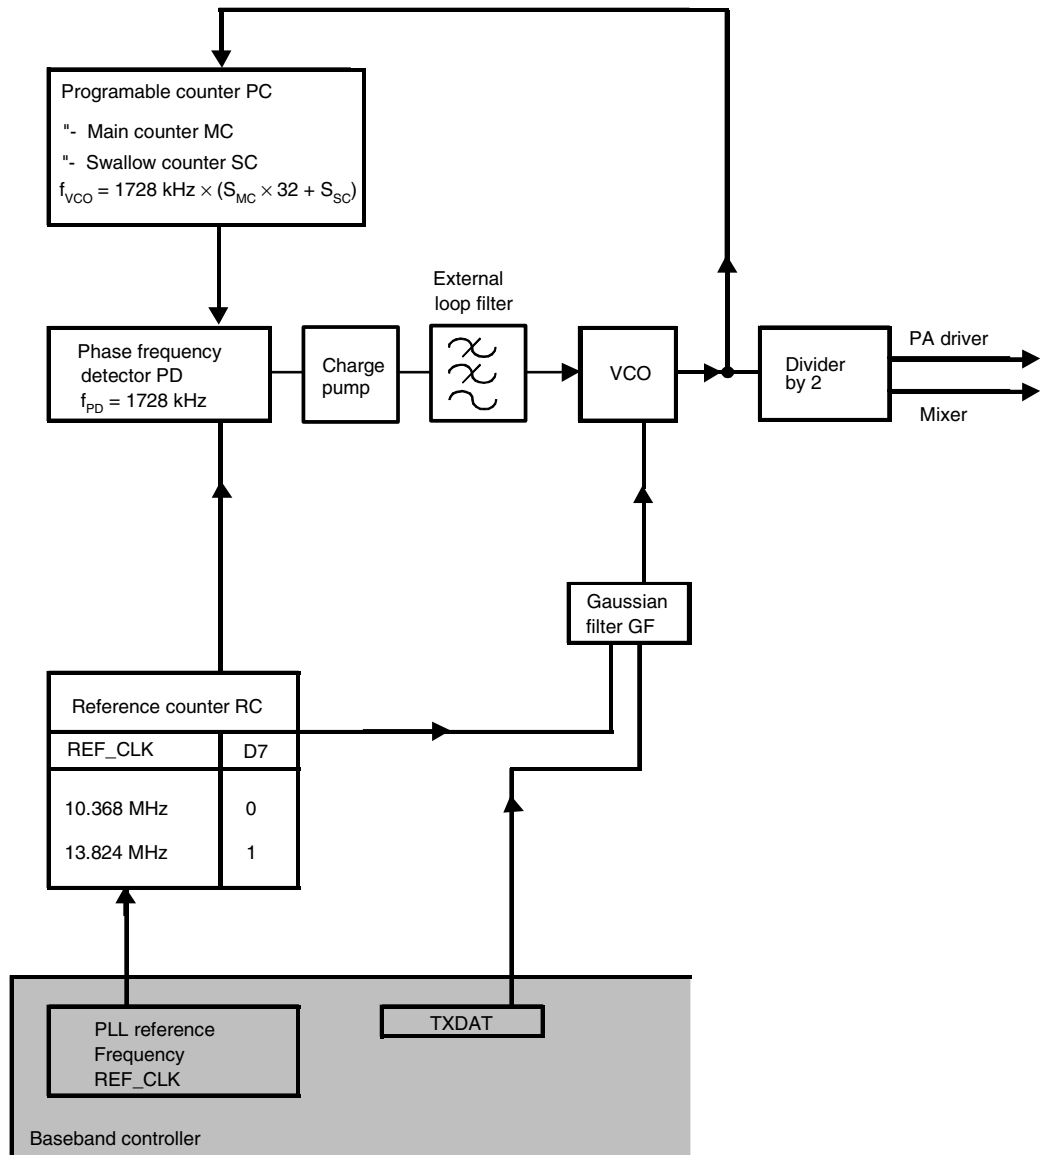 Programable counter PC
"- Main counter MC
"- Swallow counter SC
fVCO = 1728 kHz × (SMC × 32 + SSC)
External
loop filter
Phase frequency
detector PD
fPD = 1728 kHz
Charge
pump
VCO
Divider
by 2
PA driver
Mixer
Gaussian
filter GF
Reference counter RC
REF_CLK D7
10.368 MHz 0
13.824 MHz 1
PLL reference
Frequency
REF_CLK
TXDAT
Baseband controller